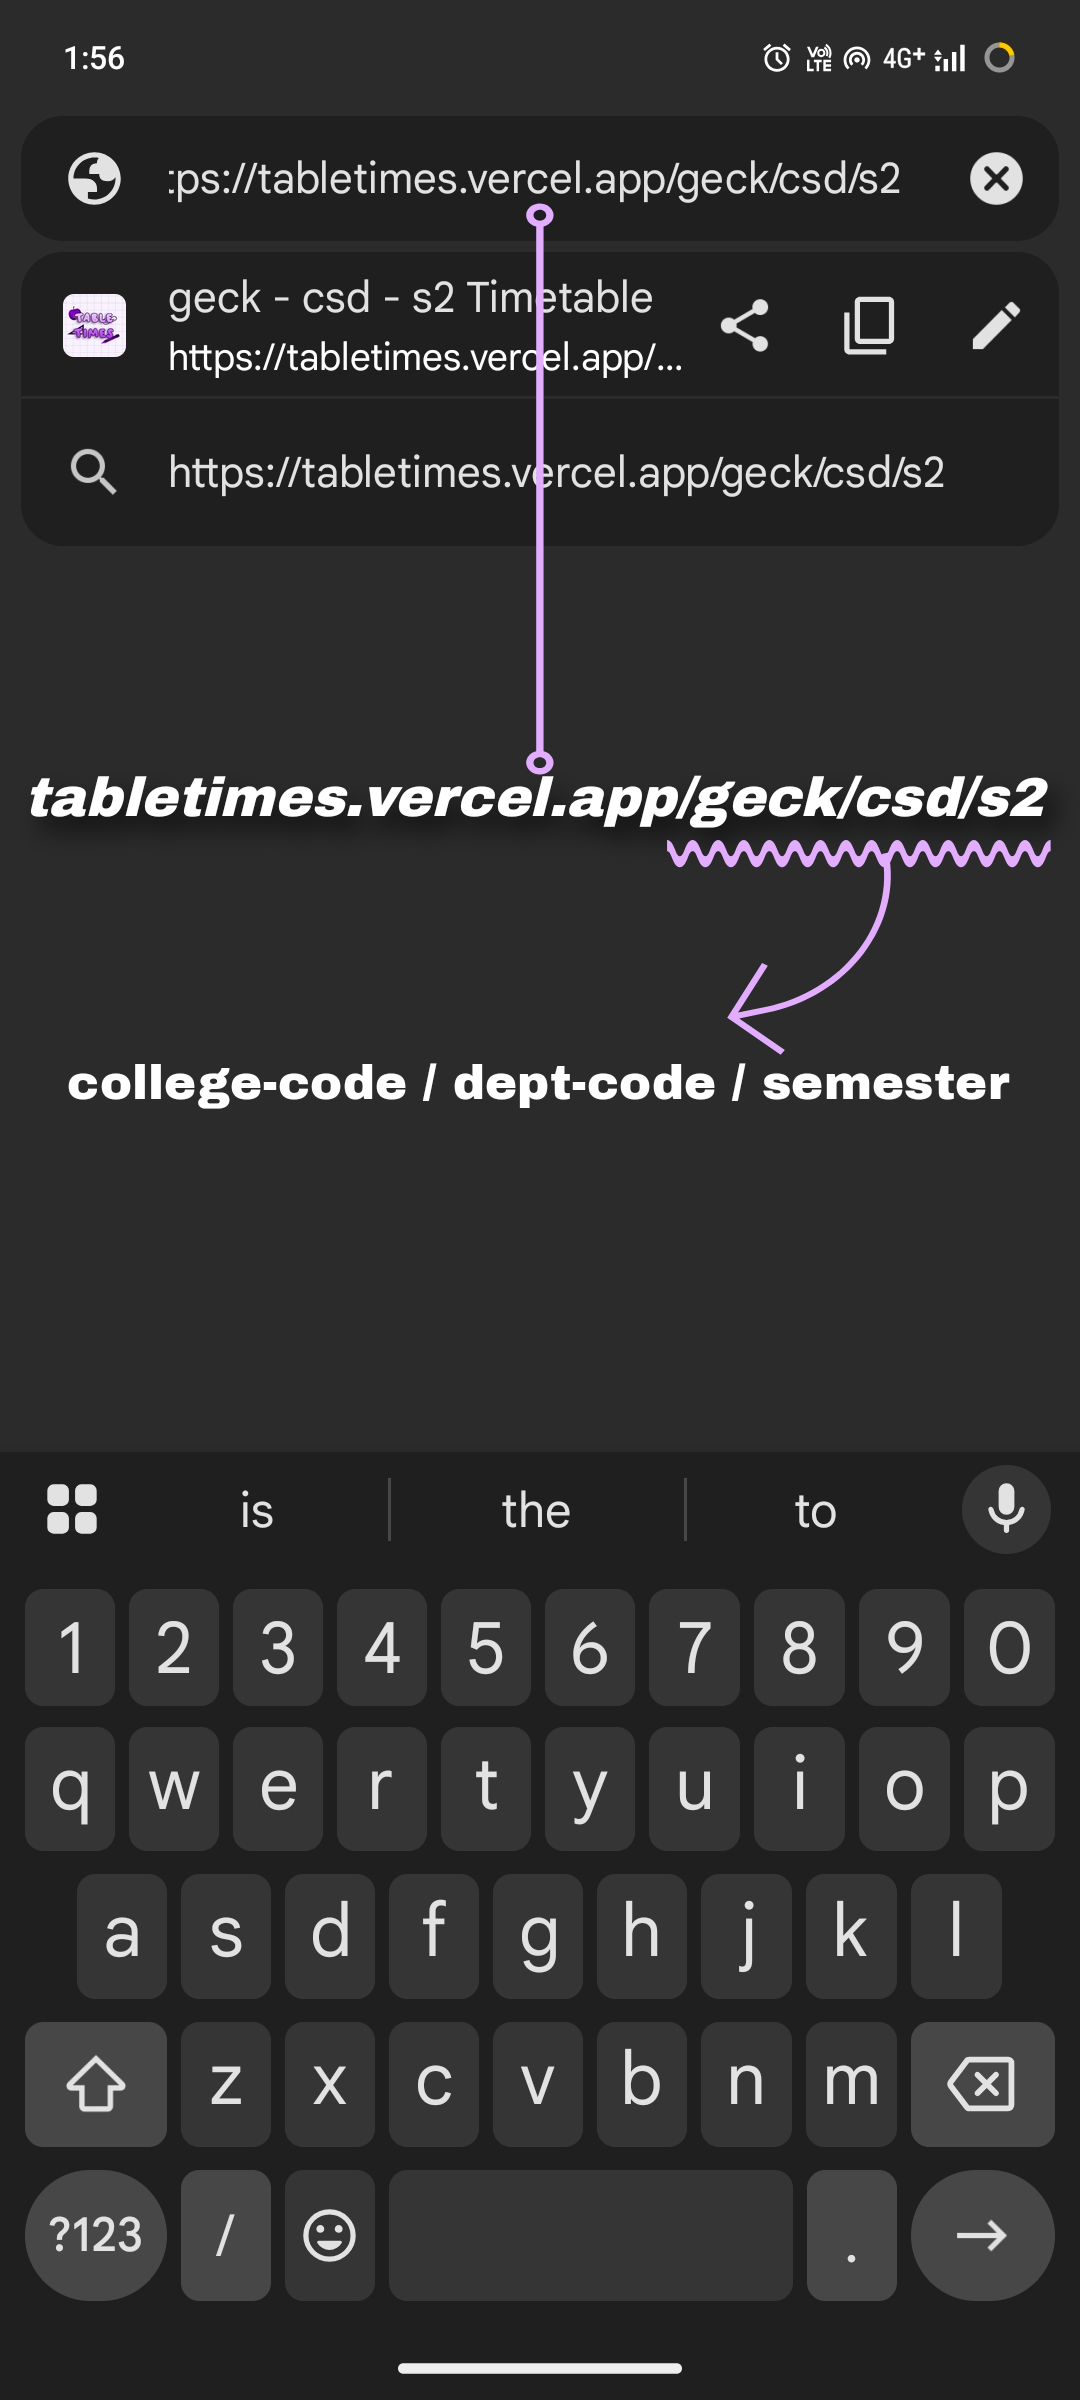 1:56
Vo) LTE 4G+
:ps://tabletimes.vercel.app/geck/csd/s2
TABLE-
TIMES
geck - csd - s2 Timetable
https://tabletimes.vercel.app/...
https://tabletimes.vercel.app/geck/csd/s2
tabletimes.vercel.app/geck/csd/s2
college-code / dept-code / semester
is the to
1 2 3 4 5 6 7 8 9 0
q w e r t y u i o p
a s d f g h j k l
z x c v b n m
?123 / .